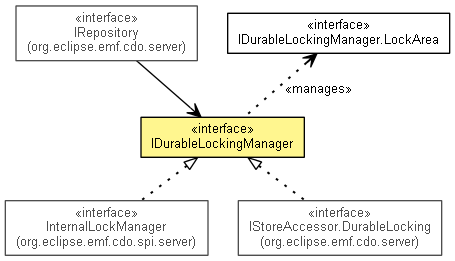 «interface»
IRepository
(org.eclipse.emf.cdo.server)
«interface»
IDurableLockingManager.LockArea
«manages»
«interface»
IDurableLockingManager
«interface»
InternalLockManager
(org.eclipse.emf.cdo.spi.server)
«interface»
IStoreAccessor.DurableLocking
(org.eclipse.emf.cdo.server)